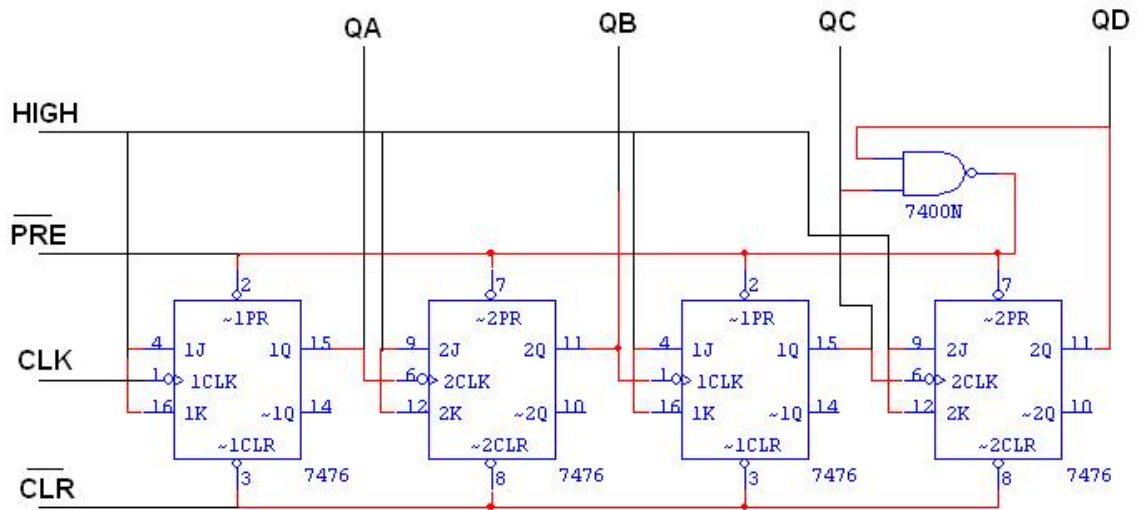 QA QB QC QD
HIGH
7400N
PRE
2 7 2 7
~1PR ~2PR ~1PR ~2PR
4 1J 1Q 15 9 2J 2Q 11 4 1J 1Q 15 9 2J 2Q 11
CLK 1 1CLK 6 2CLK 1 1CLK 6 2CLK
16 1K ~1Q 14 12 2K ~2Q 10 16 1K ~1Q 14 12 2K ~2Q 10
~1CLR ~2CLR ~1CLR ~2CLR
3 7476 8 7476 3 7476 8 7476
CLR